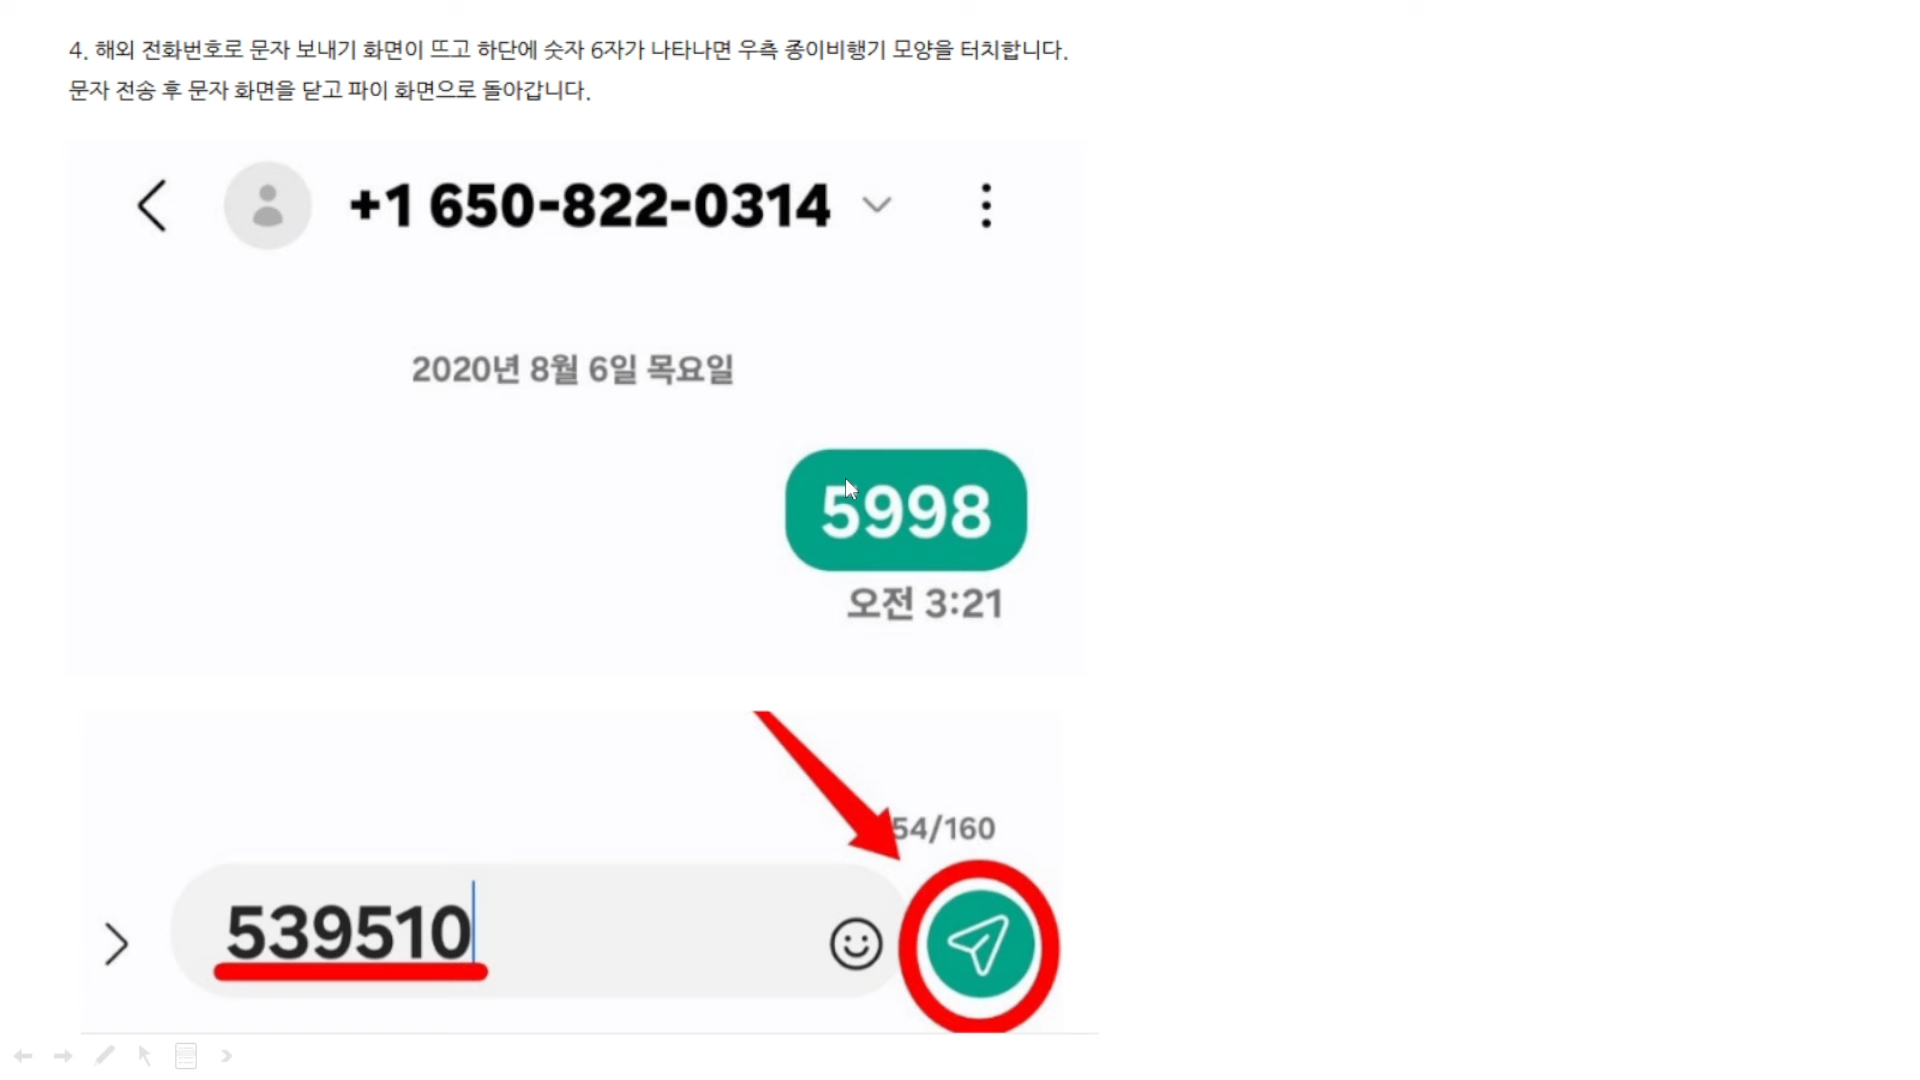 4. 해외 전화번호로 문자 보내기 화면이 뜨고 하단에 숫자 6자가 나타나면 우측 종이비행기 모양을 터치합니다.
문자 전송 후 문자 화면을 닫고 파이 화면으로 돌아갑니다.
+1 650-822-0314
2020년 8월 6일 목요일
5998
오전 3:21
54/160
539510